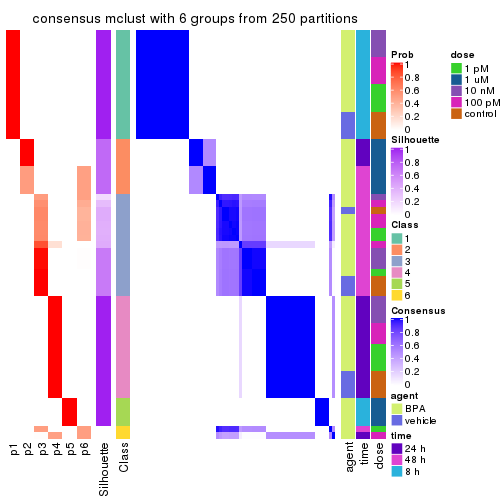 consensus mclust with 6 groups from 250 partitions
Prob
1
0.8
0.6
0.4
0.2
0
dose
1 pM
1 uM
10 nM
100 pM
control
Silhouette
1
0.8
0.6
0.4
0.2
0
Class
1
2
3
4
5
6
Consensus
1
0.8
0.6
0.4
0.2
0
agent
BPA
vehicle
time
24 h
48 h
8 h
p1
p2
p3
p4
p5
p6
Silhouette
Class
agent
time
dose